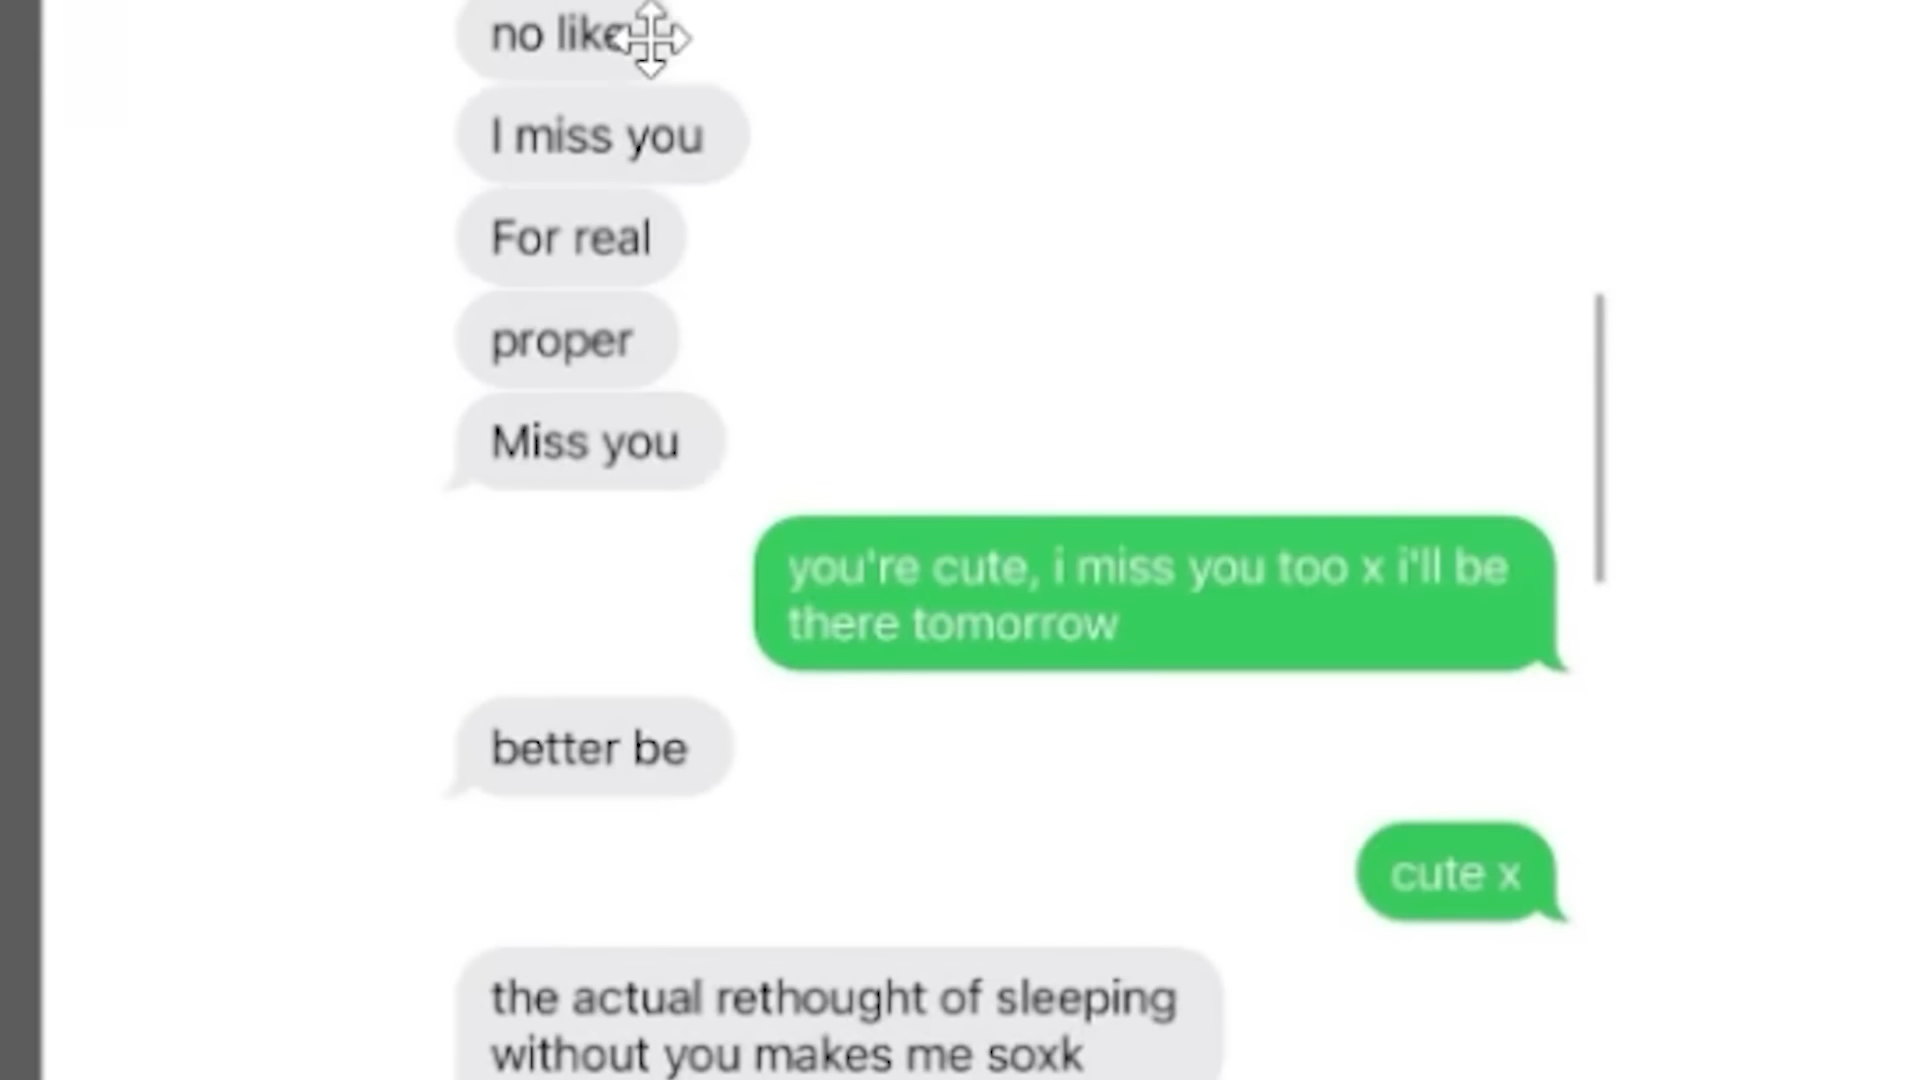 no like
I miss you
For real
proper
Miss you
you're cute, i miss you too x i'll be
there tomorrow
better be
cute x
the actual rethought of sleeping
without you makes me soxk